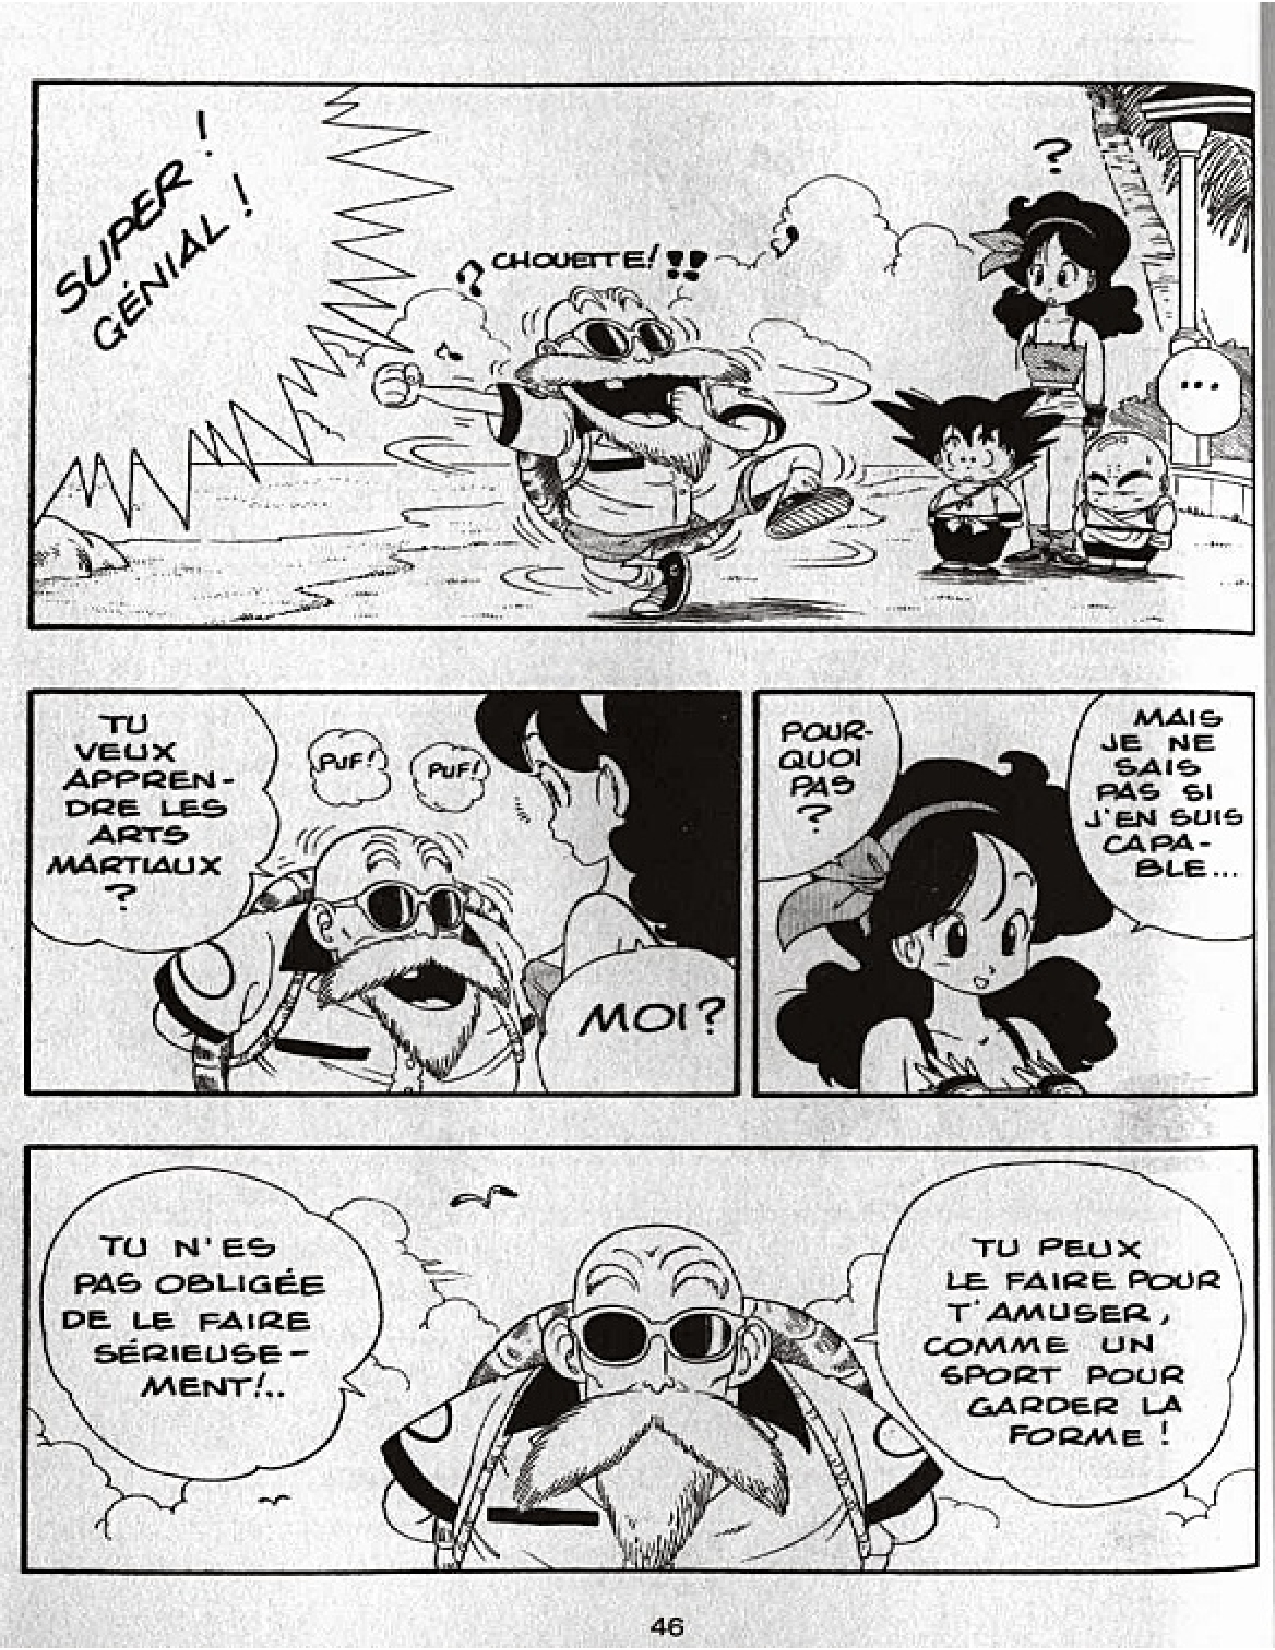 SUPER !
GÉNIAL !
CHOUETTE! !!
?
...
TU
VEUX
APPREN-
DRE LES
ARTS
MARTIAUX
?
PUF!
PUF!
MOI?
POUR-
QUOI
PAS
?
MAIS
JE NE
SAIS
PAS SI
J'EN SUIS
CAPA-
BLE...
TU N'ES
PAS OBLIGÉE
DE LE FAIRE
SÉRIEUSE-
MENT!..
TU PEUX
LE FAIRE POUR
T'AMUSER,
COMME UN
SPORT POUR
GARDER LA
FORME !
46